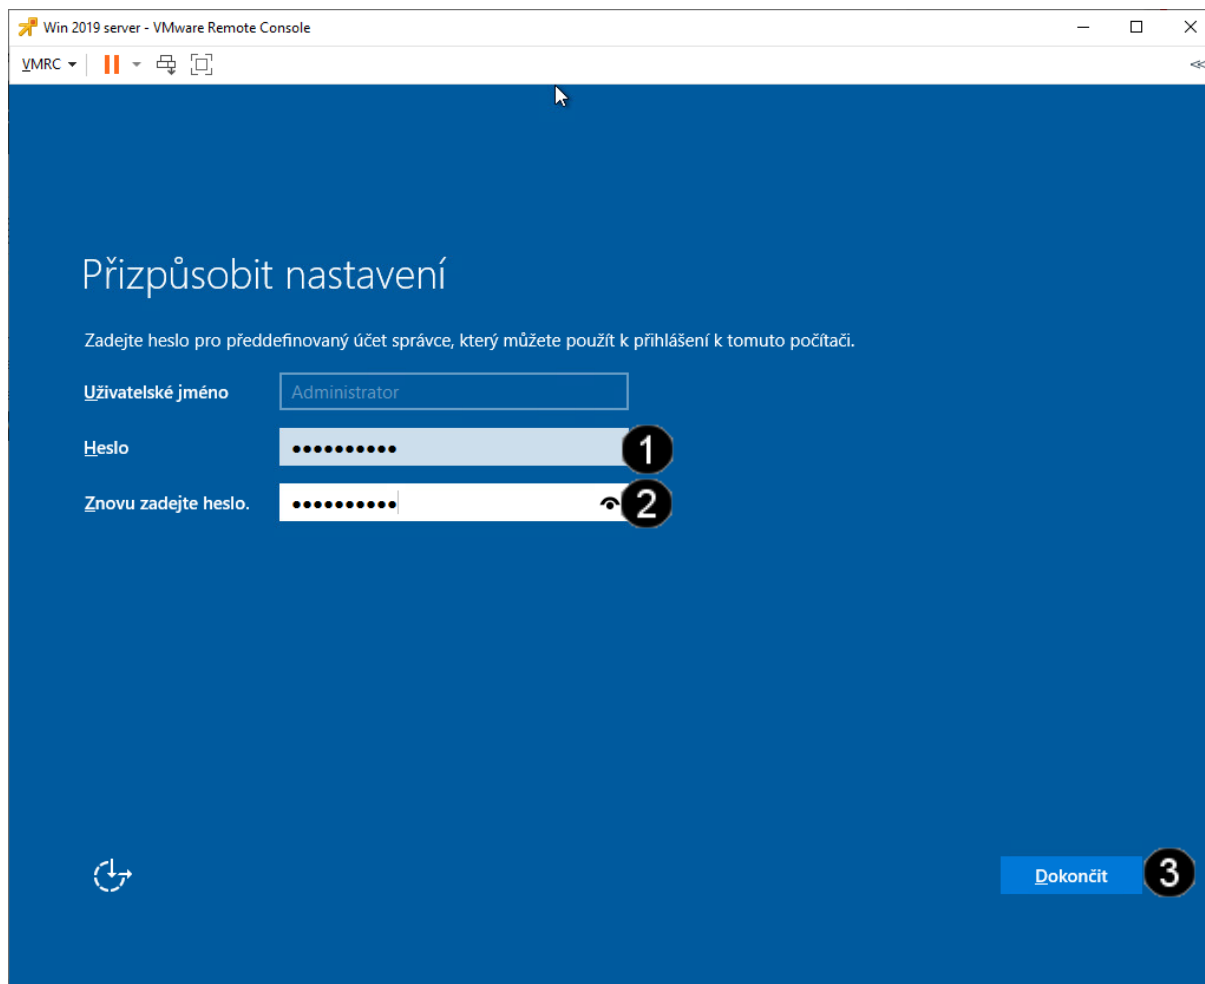 Win 2019 server - VMware Remote Console
VMRC
Přizpůsobit nastavení
Zadejte heslo pro předdefinovaný účet správce, který můžete použít k přihlášení k tomuto počítači.
Uživatelské jméno Administrator
Heslo ●●●●●●●●●● 1
Znovu zadejte heslo. ●●●●●●●●●● 2
Dokončit 3